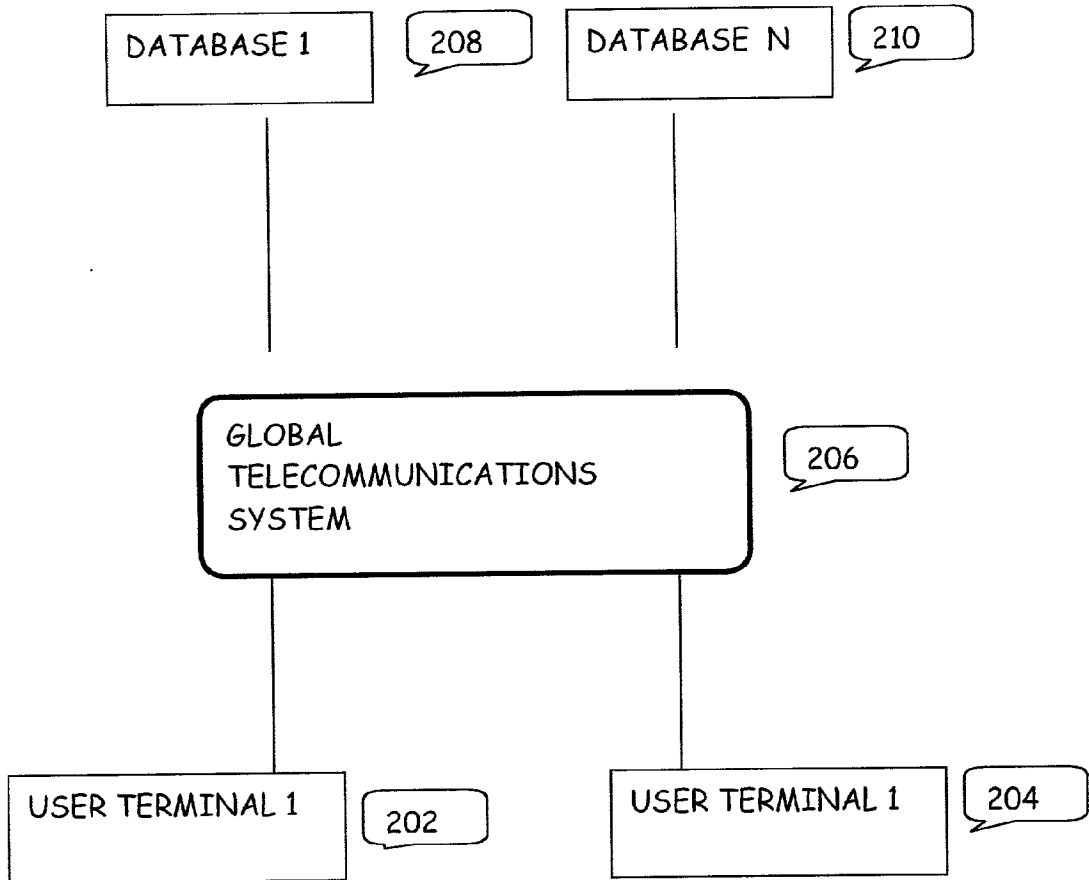 DATABASE 1
208
DATABASE N
210
GLOBAL
TELECOMMUNICATIONS
SYSTEM
206
USER TERMINAL 1
202
USER TERMINAL 1
204